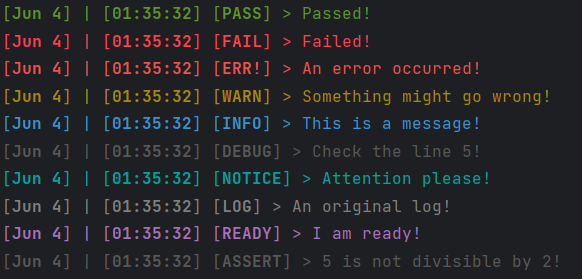 [Jun 4] | [01:35:32] [PASS] > Passed!
[Jun 4] | [01:35:32] [FAIL] > Failed!
[Jun 4] | [01:35:32] [ERR!] > An error occurred!
[Jun 4] | [01:35:32] [WARN] > Something might go wrong!
[Jun 4] | [01:35:32] [INFO] > This is a message!
[Jun 4] | [01:35:32] [DEBUG] > Check the line 5!
[Jun 4] | [01:35:32] [NOTICE] > Attention please!
[Jun 4] | [01:35:32] [LOG] > An original log!
[Jun 4] | [01:35:32] [READY] > I am ready!
[Jun 4] | [01:35:32] [ASSERT] > 5 is not divisible by 2!